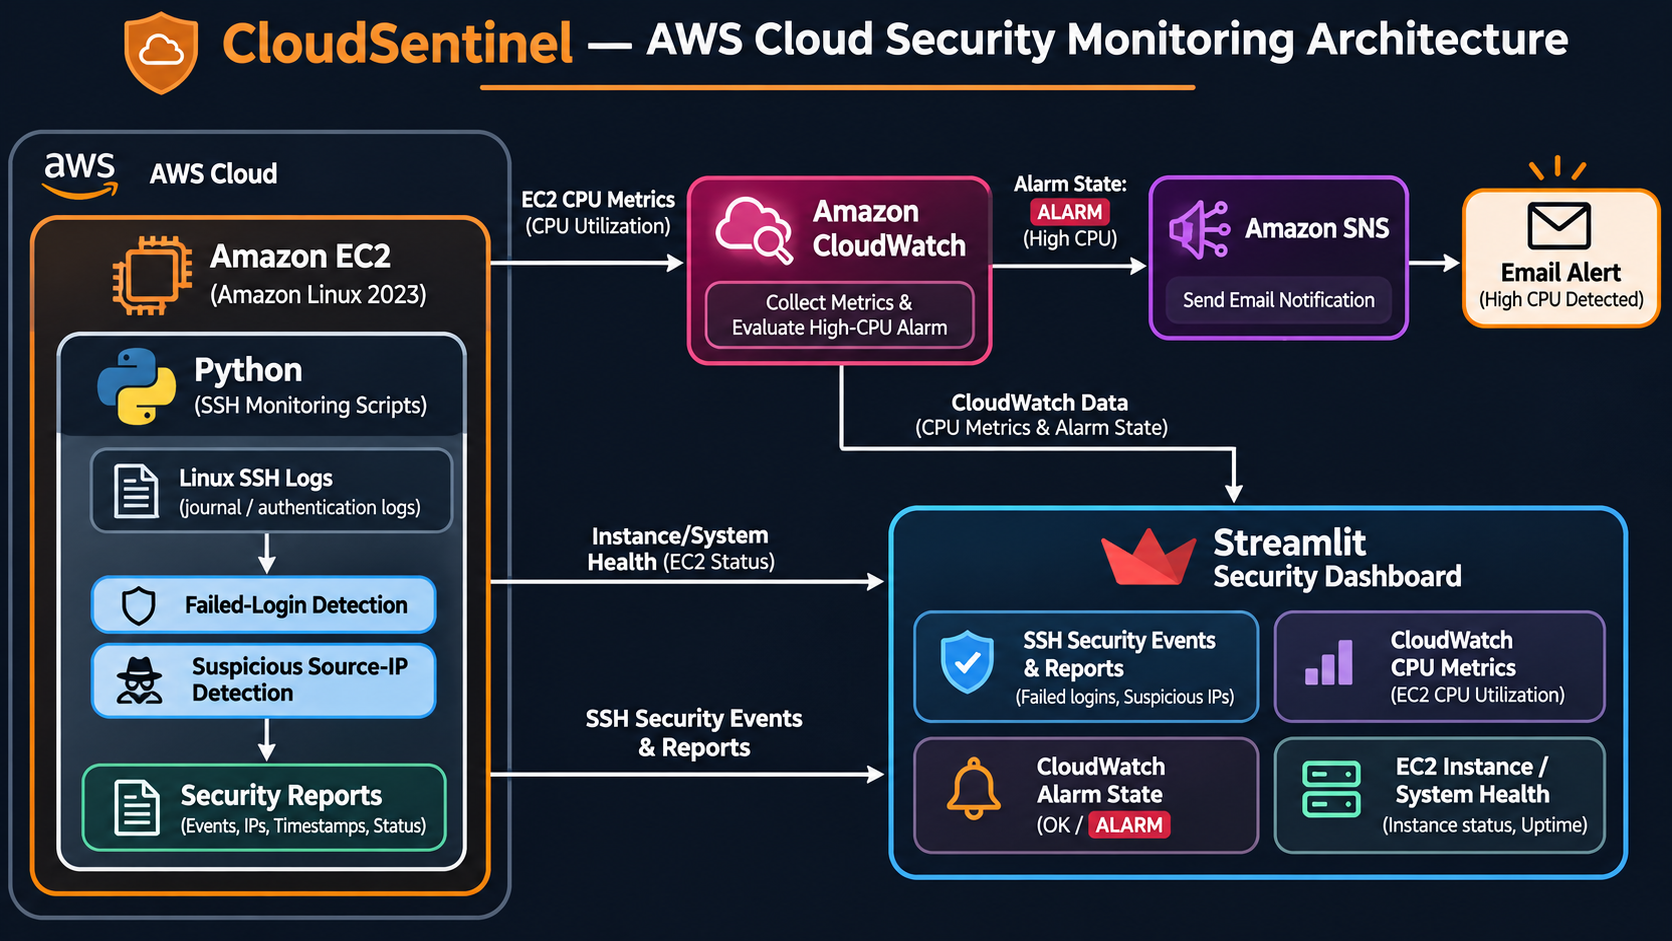 CloudSentinel — AWS Cloud Security Monitoring Architecture
aws
AWS Cloud
Amazon EC2
(Amazon Linux 2023)
Python
(SSH Monitoring Scripts)
Linux SSH Logs
(journal / authentication logs)
Failed-Login Detection
Suspicious Source-IP
Detection
Security Reports
(Events, IPs, Timestamps, Status)
EC2 CPU Metrics
(CPU Utilization)
Amazon
CloudWatch
Collect Metrics &
Evaluate High-CPU Alarm
Alarm State:
ALARM
(High CPU)
Amazon SNS
Send Email Notification
Email Alert
(High CPU Detected)
CloudWatch Data
(CPU Metrics & Alarm State)
Instance/System
Health (EC2 Status)
SSH Security Events
& Reports
Streamlit
Security Dashboard
SSH Security Events
& Reports
(Failed logins, Suspicious IPs)
CloudWatch
CPU Metrics
(EC2 CPU Utilization)
CloudWatch
Alarm State
(OK / ALARM
EC2 Instance /
System Health
(Instance status, Uptime)